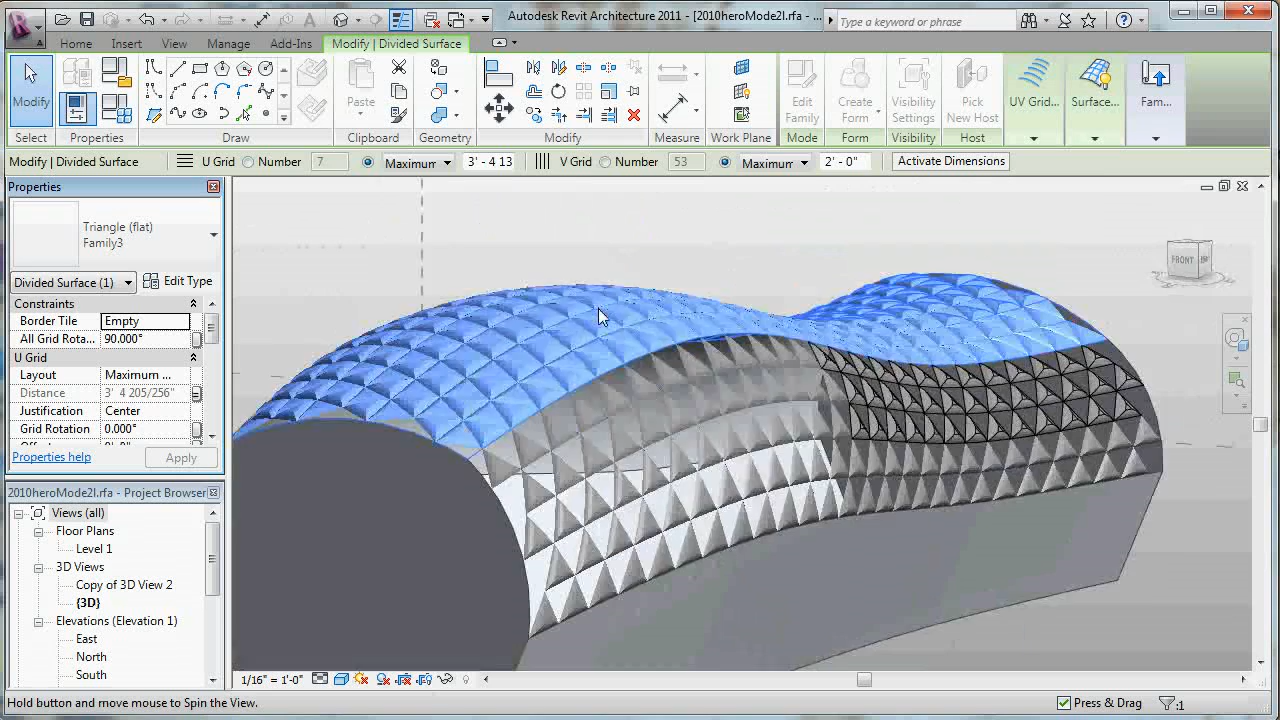 Autodesk Revit Architecture 2011 - [2010heroMode2l.rfa - ...
Type a keyword or phrase
Home Insert View Manage Add-Ins Modify | Divided Surface
Modify
Paste
Edit Family
Create Form
Visibility Settings
Pick New Host
UV Grid...
Surface...
Fam...
Select Properties Draw Clipboard Geometry Modify Measure Work Plane Mode Form Visibility Host
Modify | Divided Surface U Grid Number 7 Maximum 3' - 4 13 V Grid Number 53 Maximum 2' - 0" Activate Dimensions
Properties
Triangle (flat)
Family3
Divided Surface (1) Edit Type
Constraints
Border Tile Empty
All Grid Rota... 90.000°
U Grid
Layout Maximum ...
Distance 3' 4 205/256"
Justification Center
Grid Rotation 0.000°
Properties help Apply
2010heroMode2l.rfa - Project Browser
Views (all)
Floor Plans
Level 1
3D Views
Copy of 3D View 2
{3D}
Elevations (Elevation 1)
East
North
South
FRONT
1/16" = 1'-0"
Hold button and move mouse to Spin the View.
Press & Drag
:1